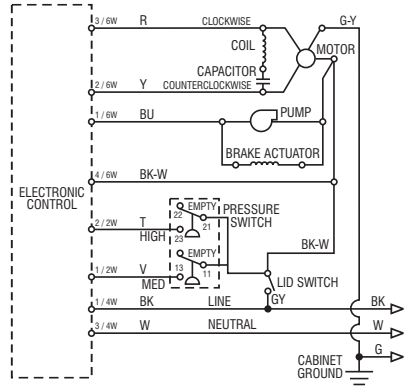 3 / 6W R CLOCKWISE G-Y
COIL
MOTOR
CAPACITOR
2 / 6W Y COUNTERCLOCKWISE
1 / 6W BU PUMP
BRAKE ACTUATOR
4 / 6W BK-W
ELECTRONIC
CONTROL
EMPTY
22
21
PRESSURE
SWITCH
2 / 2W T
HIGH
23
BK-W
EMPTY
1 / 2W V
MED
13
11
LID SWITCH
GY
1 / 4W BK LINE BK
3 / 4W W NEUTRAL W
G
CABINET
GROUND